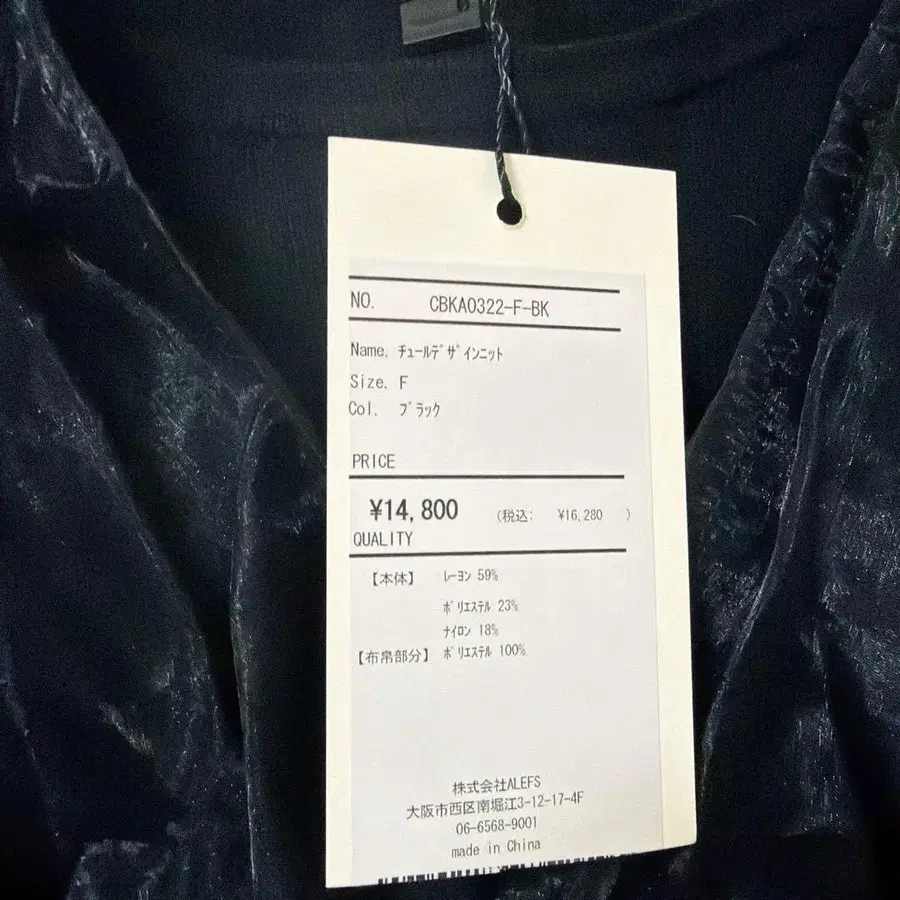 NO. CBKA0322-F-BK
Name. ﾁｭｰﾙﾃﾞｻﾞｲﾝﾆｯﾄ
Size. F
Col. ﾌﾞﾗｯｸ
PRICE
¥14,800 (税込: ¥16,280 )
QUALITY
【本体】 ﾚｰﾖﾝ 59%
ﾎﾟﾘｴｽﾃﾙ 23%
ﾅｲﾛﾝ 18%
【布帛部分】 ﾎﾟﾘｴｽﾃﾙ 100%
株式会社ALEFS
大阪市西区南堀江3-12-17-4F
06-6568-9001
made in China